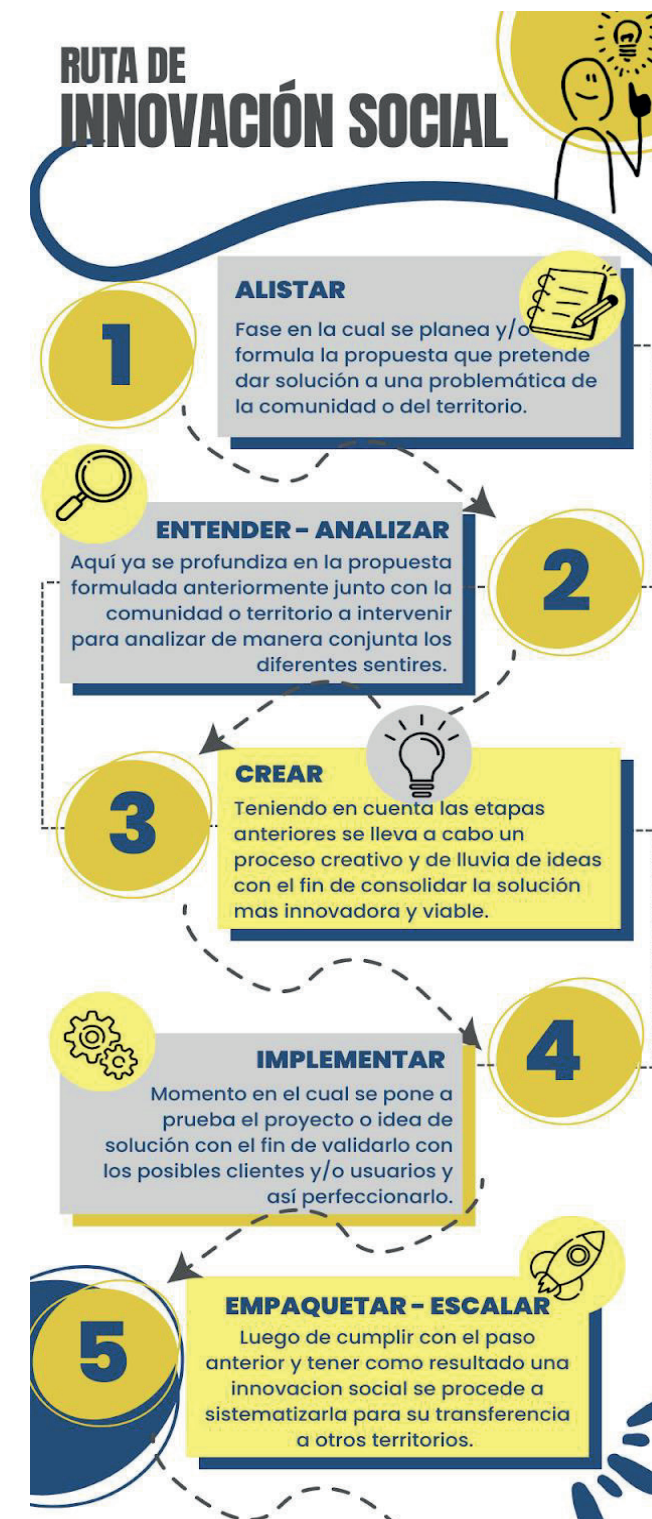 RUTA DE
INNOVACIÓN SOCIAL
1
ALISTAR
Fase en la cual se planea y/o
formula la propuesta que pretende
dar solución a una problemática de
la comunidad o del territorio.
ENTENDER - ANALIZAR
Aquí ya se profundiza en la propuesta
formulada anteriormente junto con la
comunidad o territorio a intervenir
para analizar de manera conjunta los
diferentes sentires.
2
3
CREAR
Teniendo en cuenta las etapas
anteriores se lleva a cabo un
proceso creativo y de lluvia de ideas
con el fin de consolidar la solución
mas innovadora y viable.
4
IMPLEMENTAR
Momento en el cual se pone a
prueba el proyecto o idea de
solución con el fin de validarlo con
los posibles clientes y/o usuarios y
así perfeccionarlo.
5
EMPAQUETAR - ESCALAR
Luego de cumplir con el paso
anterior y tener como resultado una
innovacion social se procede a
sistematizarla para su transferencia
a otros territorios.